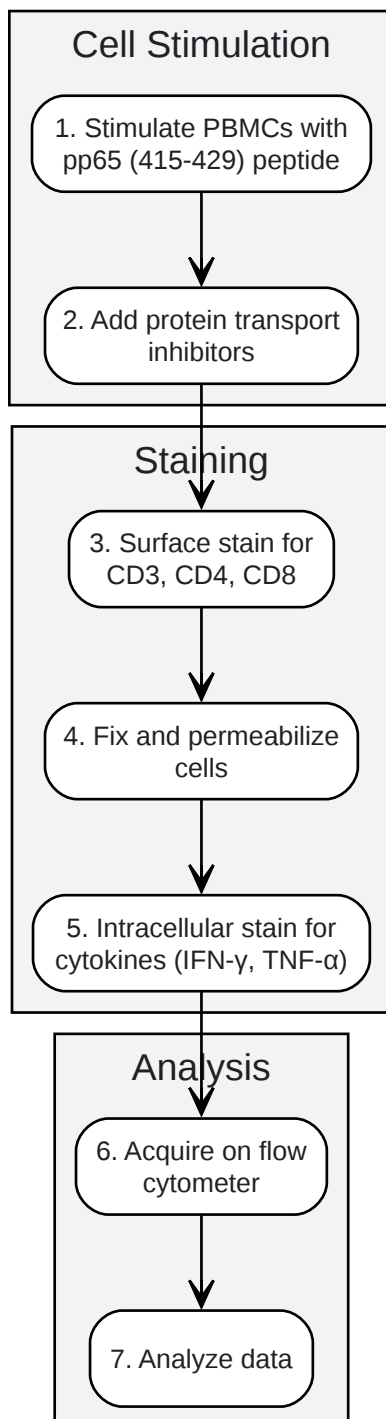 Cell Stimulation
1. Stimulate PBMCs with
pp65 (415-429) peptide
2. Add protein transport
inhibitors
Staining
3. Surface stain for
CD3, CD4, CD8
4. Fix and permeabilize
cells
5. Intracellular stain for
cytokines (IFN-γ, TNF-α)
Analysis
6. Acquire on flow
cytometer
7. Analyze data